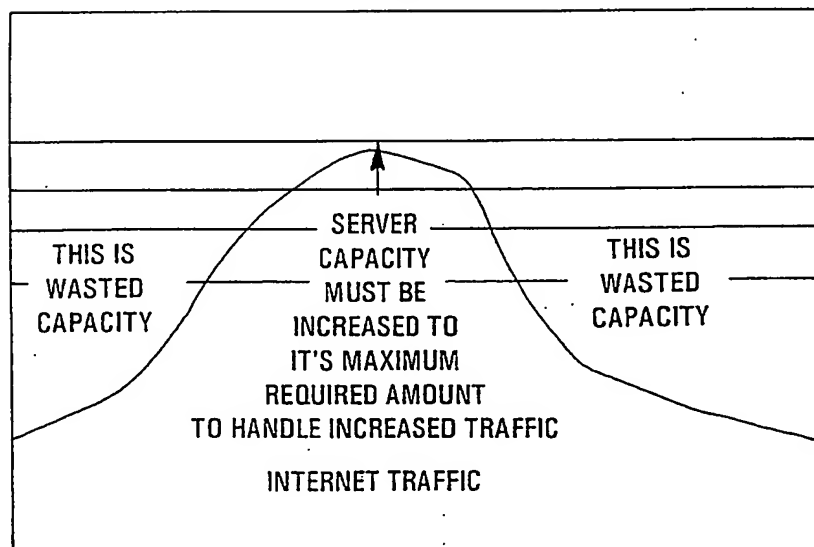 THIS IS
WASTED
CAPACITY
SERVER
CAPACITY
MUST BE
INCREASED TO
IT'S MAXIMUM
REQUIRED AMOUNT
TO HANDLE INCREASED TRAFFIC
THIS IS
WASTED
CAPACITY
INTERNET TRAFFIC